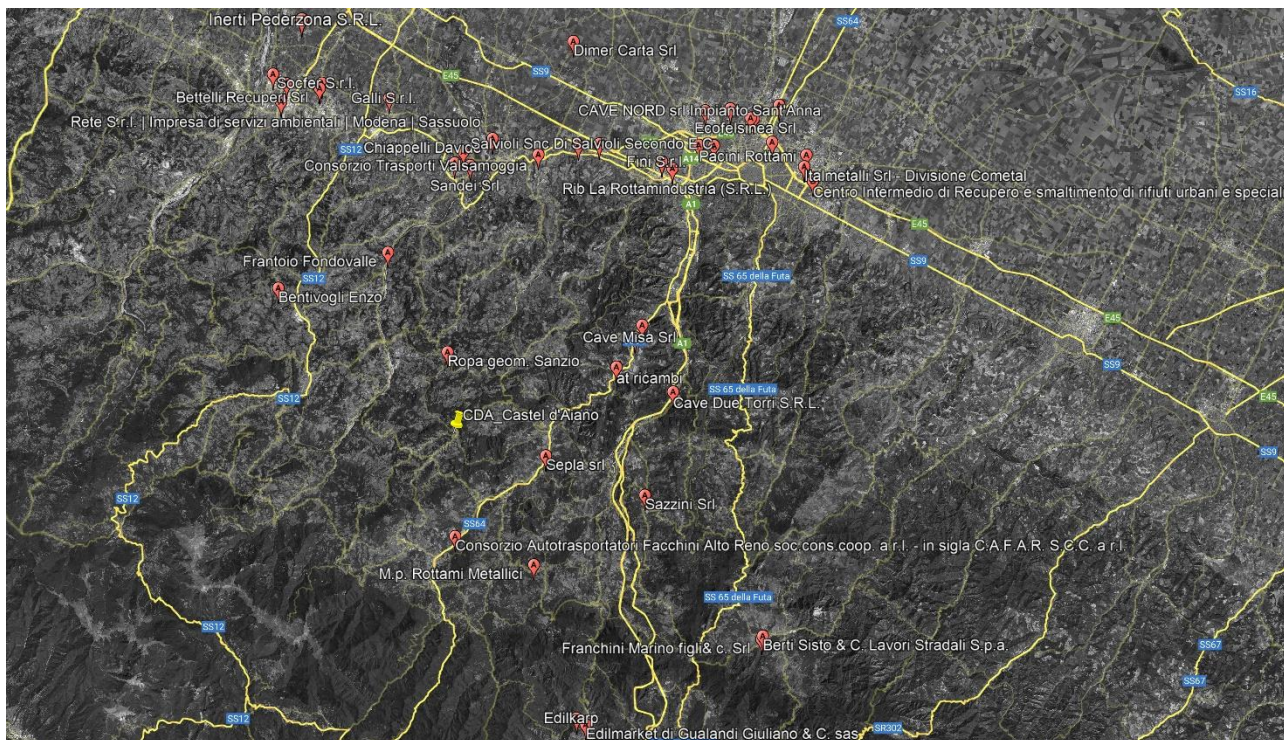 Inerti Pederzona S.R.L.
SS64
Dimer Carta Srl
E45
SS9
SS16
Socfer S.r.l.
Bettelli Recuperi Srl
Galli S.r.l.
CAVE NORD srl Impianto Sant'Anna
Rete S.r.l. | Impresa di servizi ambientali | Modena | Sassuolo
Ecofelsinea Srl
SS12
Chiappelli Davide
Salvioli Snc Di Salvioli Secondo E C.
A14
Pacini Rottami
Consorzio Trasporti Valsamoggia
Fini S.r.l.
Italmetalli Srl - Divisione Cometal
Sandei Srl
Rib La Rottamindustria (S.R.L.)
Centro Intermedio di Recupero e smaltimento di rifiuti urbani e special
A1
E45
Frantoio Fondovalle
SS9
SS12
SS 65 della Futa
Bentivogli Enzo
E45
Cave Misa Srl
A1
Ropa geom. Sanzio
SS9
at ricambi
SS 65 della Futa
E45
SS12
Cave Due Torri S.R.L.
CDA_Castel d'Aiano
SS9
Sepla srl
SS12
Sazzini Srl
SS64
Consorzio Autotrasportatori Facchini Alto Reno soc.cons.coop. a r.l. - in sigla C.A.F.A.R. S.C.C. a r.l.
M.p. Rottami Metallici
SS 65 della Futa
SS12
Franchini Marino figli& c. Srl
Berti Sisto & C. Lavori Stradali S.p.a.
SS67
SS67
SS12
Edilkarp
SR302
Edilmarket di Gualandi Giuliano & C. sas